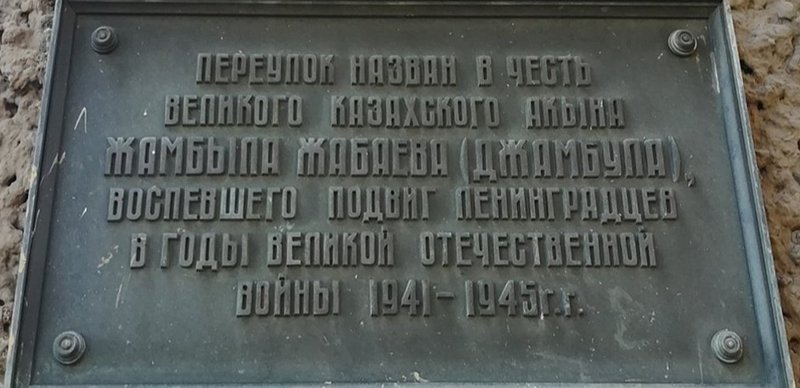 ПЕРЕУЛОК НАЗВАН В ЧЕСТЬ
ВЕЛИКОГО КАЗАХСКОГО АКЫНА
ЖАМБЫЛА ЖАБАЕВА (ДЖАМБУЛА),
ВОСПЕВШЕГО ПОДВИГ ЛЕНИНГРАДЦЕВ
В ГОДЫ ВЕЛИКОЙ ОТЕЧЕСТВЕННОЙ
ВОЙНЫ 1941-1945г.г.